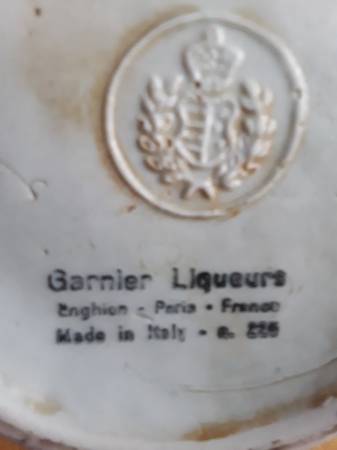 Garnier Liqueurs
Enghien - Paris - France
Made in Italy -